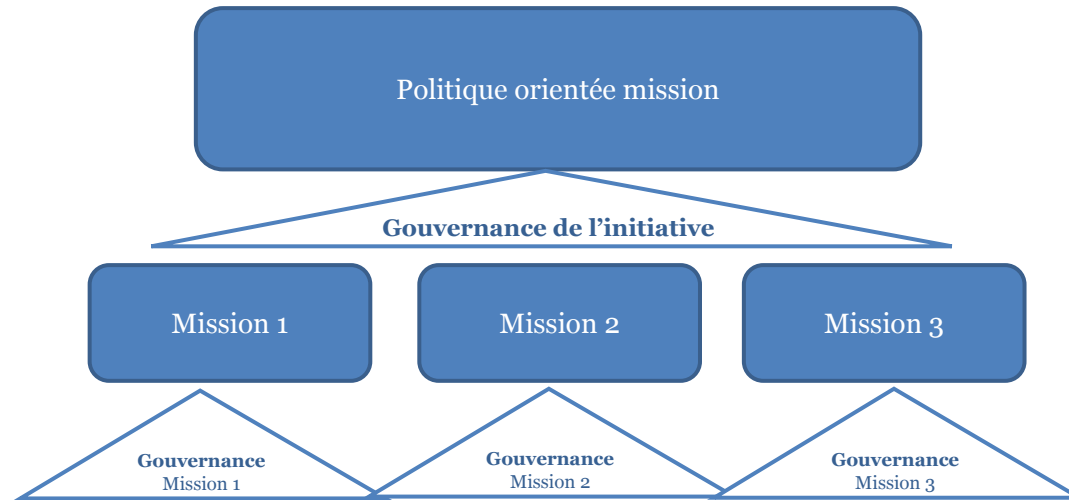 Politique orientée mission
Gouvernance de l'initiative
Mission 1
Mission 2
Mission 3
Gouvernance
Mission 1
Gouvernance
Mission 2
Gouvernance
Mission 3